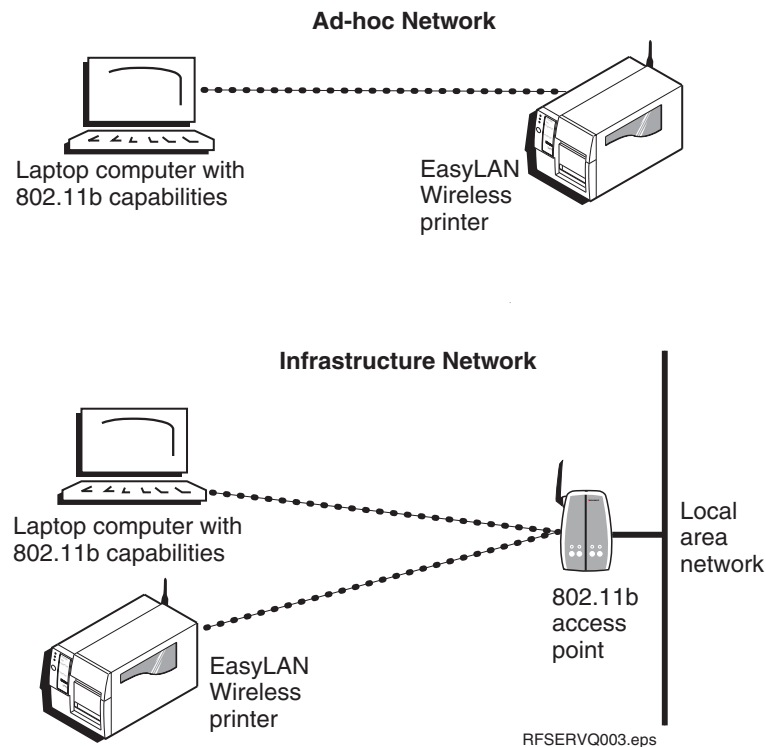 Ad-hoc Network
Laptop computer with
802.11b capabilities
EasyLAN
Wireless
printer
Infrastructure Network
Laptop computer with
802.11b capabilities
EasyLAN
Wireless
printer
802.11b
access
point
Local
area
network
RFSERVQ003.eps